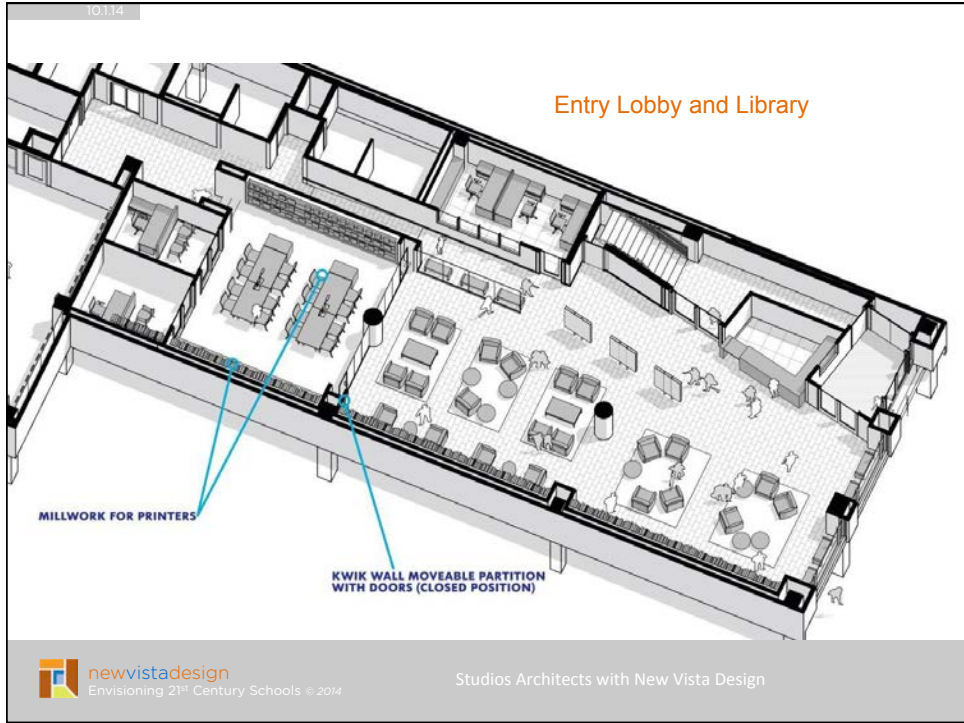 10.1.14
Entry Lobby and Library
MILLWORK FOR PRINTERS
KWIK WALL MOVEABLE PARTITION
WITH DOORS (CLOSED POSITION)
newvistadesign
Envisioning 21st Century Schools © 2014
Studios Architects with New Vista Design